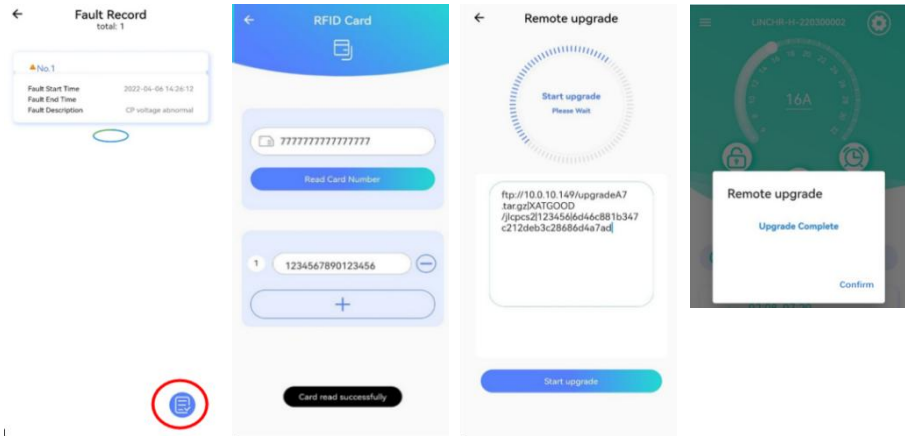 Fault Record
total: 1
No.1
Fault Start Time 2022-04-06 14:26:12
Fault End Time
Fault Description CP voltage abnormal
RFID Card
7777777777777777
Read Card Number
1 1234567890123456
Card read successfully
Remote upgrade
Start upgrade
Please Wait
ftp://10.0.10.149/upgradeA7
.tar.gz|XATGOOD
/jlcpcs2|123456|6d46c881b347
c212deb3c28686d4a7ad
Start upgrade
LINCHR-H-220300002
16A
Remote upgrade
Upgrade Complete
Confirm